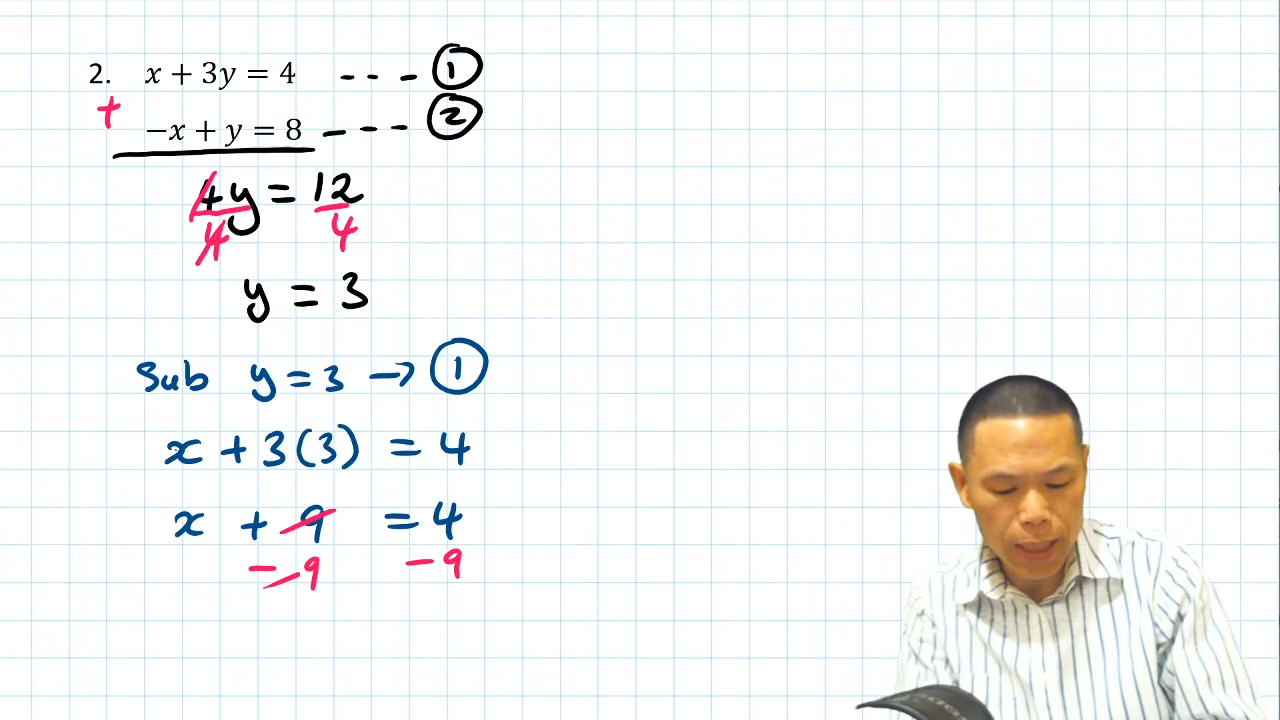 2. x + 3y = 4 --- ①
+
−x + y = 8 --- ②
4y = 12
4 4
y = 3
Sub y = 3 → ①
x + 3(3) = 4
x + 9 = 4
−9 −9